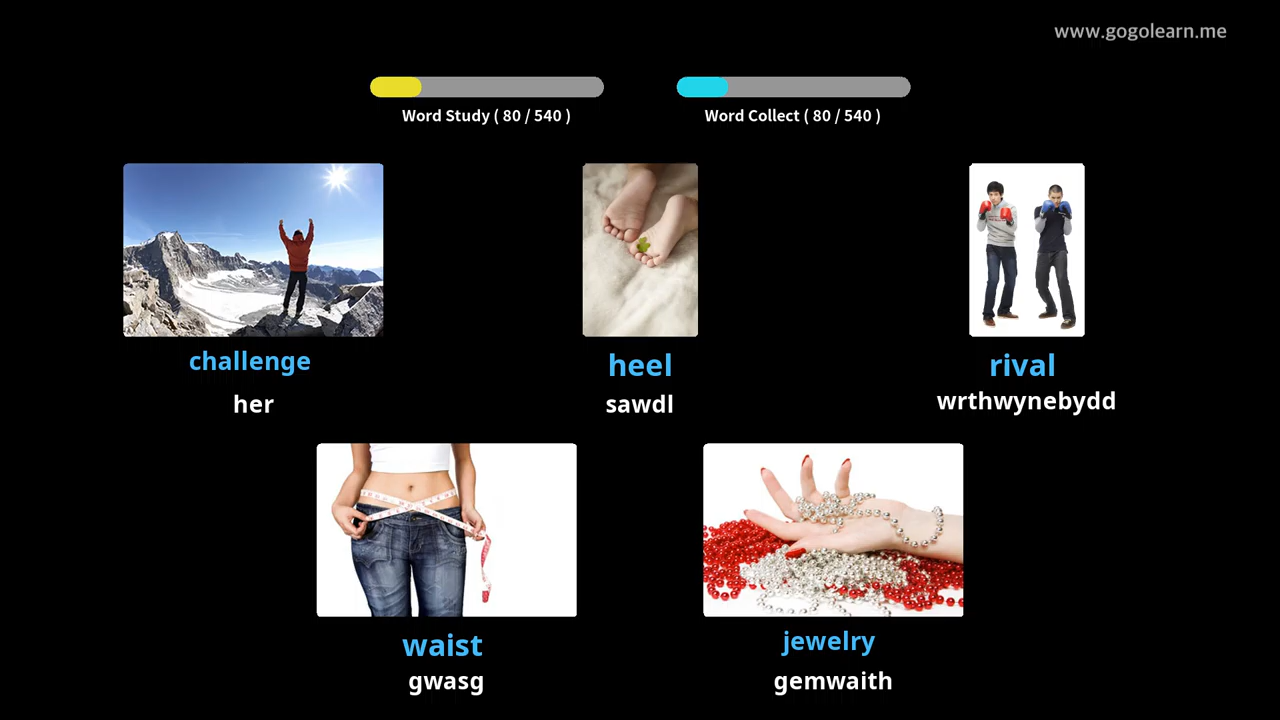 www.gogolearn.me
Word Study ( 80 / 540 )
Word Collect ( 80 / 540 )
challenge
her
heel
sawdl
rival
wrthwynebydd
waist
gwasg
jewelry
gemwaith